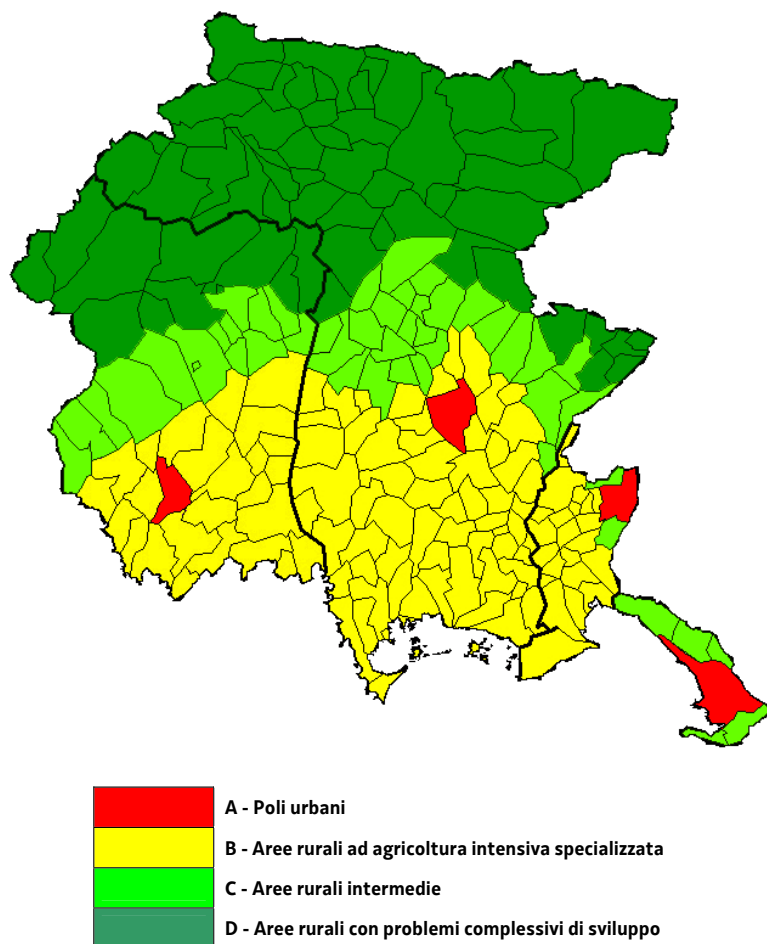 A - Poli urbani
B - Aree rurali ad agricoltura intensiva specializzata
C - Aree rurali intermedie
D - Aree rurali con problemi complessivi di sviluppo